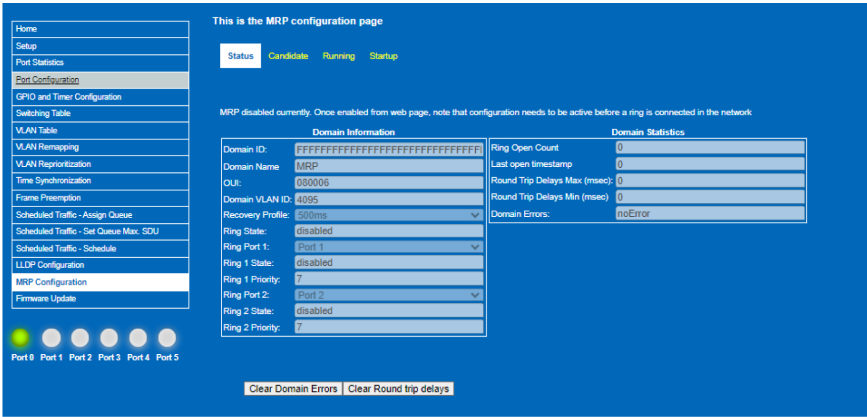 This is the MRP configuration page
Home
Setup
Port Statistics
Port Configuration
GPIO and Timer Configuration
Switching Table
VLAN Table
VLAN Remapping
VLAN Reprioritization
Time Synchronization
Frame Preemption
Scheduled Traffic - Assign Queue
Scheduled Traffic - Set Queue Max. SDU
Scheduled Traffic - Schedule
LLDP Configuration
MRP Configuration
Firmware Update
Port 0 Port 1 Port 2 Port 3 Port 4 Port 5
Status Candidate Running Startup
MRP disabled currently. Once enabled from web page, note that configuration needs to be active before a ring is connected in the network
Domain Information
Domain ID: FFFFFFFFFFFFFFFFFFFFFFFFFFFFFFFF
Domain Name MRP
OUI: 080006
Domain VLAN ID: 4095
Recovery Profile: 500ms
Ring State: disabled
Ring Port 1: Port 1
Ring 1 State: disabled
Ring 1 Priority: 7
Ring Port 2: Port 2
Ring 2 State: disabled
Ring 2 Priority: 7
Domain Statistics
Ring Open Count 0
Last open timestamp 0
Round Trip Delays Max (msec): 0
Round Trip Delays Min (msec) 0
Domain Errors: noError
Clear Domain Errors Clear Round trip delays